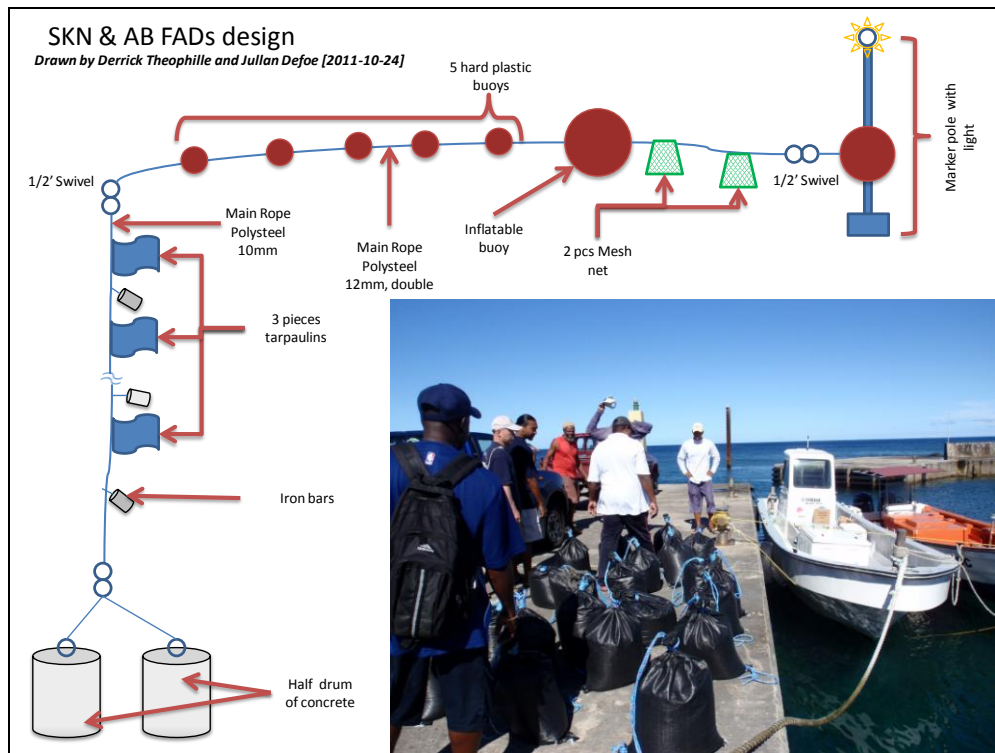 SKN & AB FADs design
Drawn by Derrick Theophille and Jullan Defoe [2011-10-24]
5 hard plastic
buoys
Marker pole with
light
1/2' Swivel
1/2' Swivel
Main Rope
Polysteel
10mm
Main Rope
Polysteel
12mm, double
Inflatable
buoy
2 pcs Mesh
net
3 pieces
tarpaulins
Iron bars
Half drum
of concrete
YAMAHA